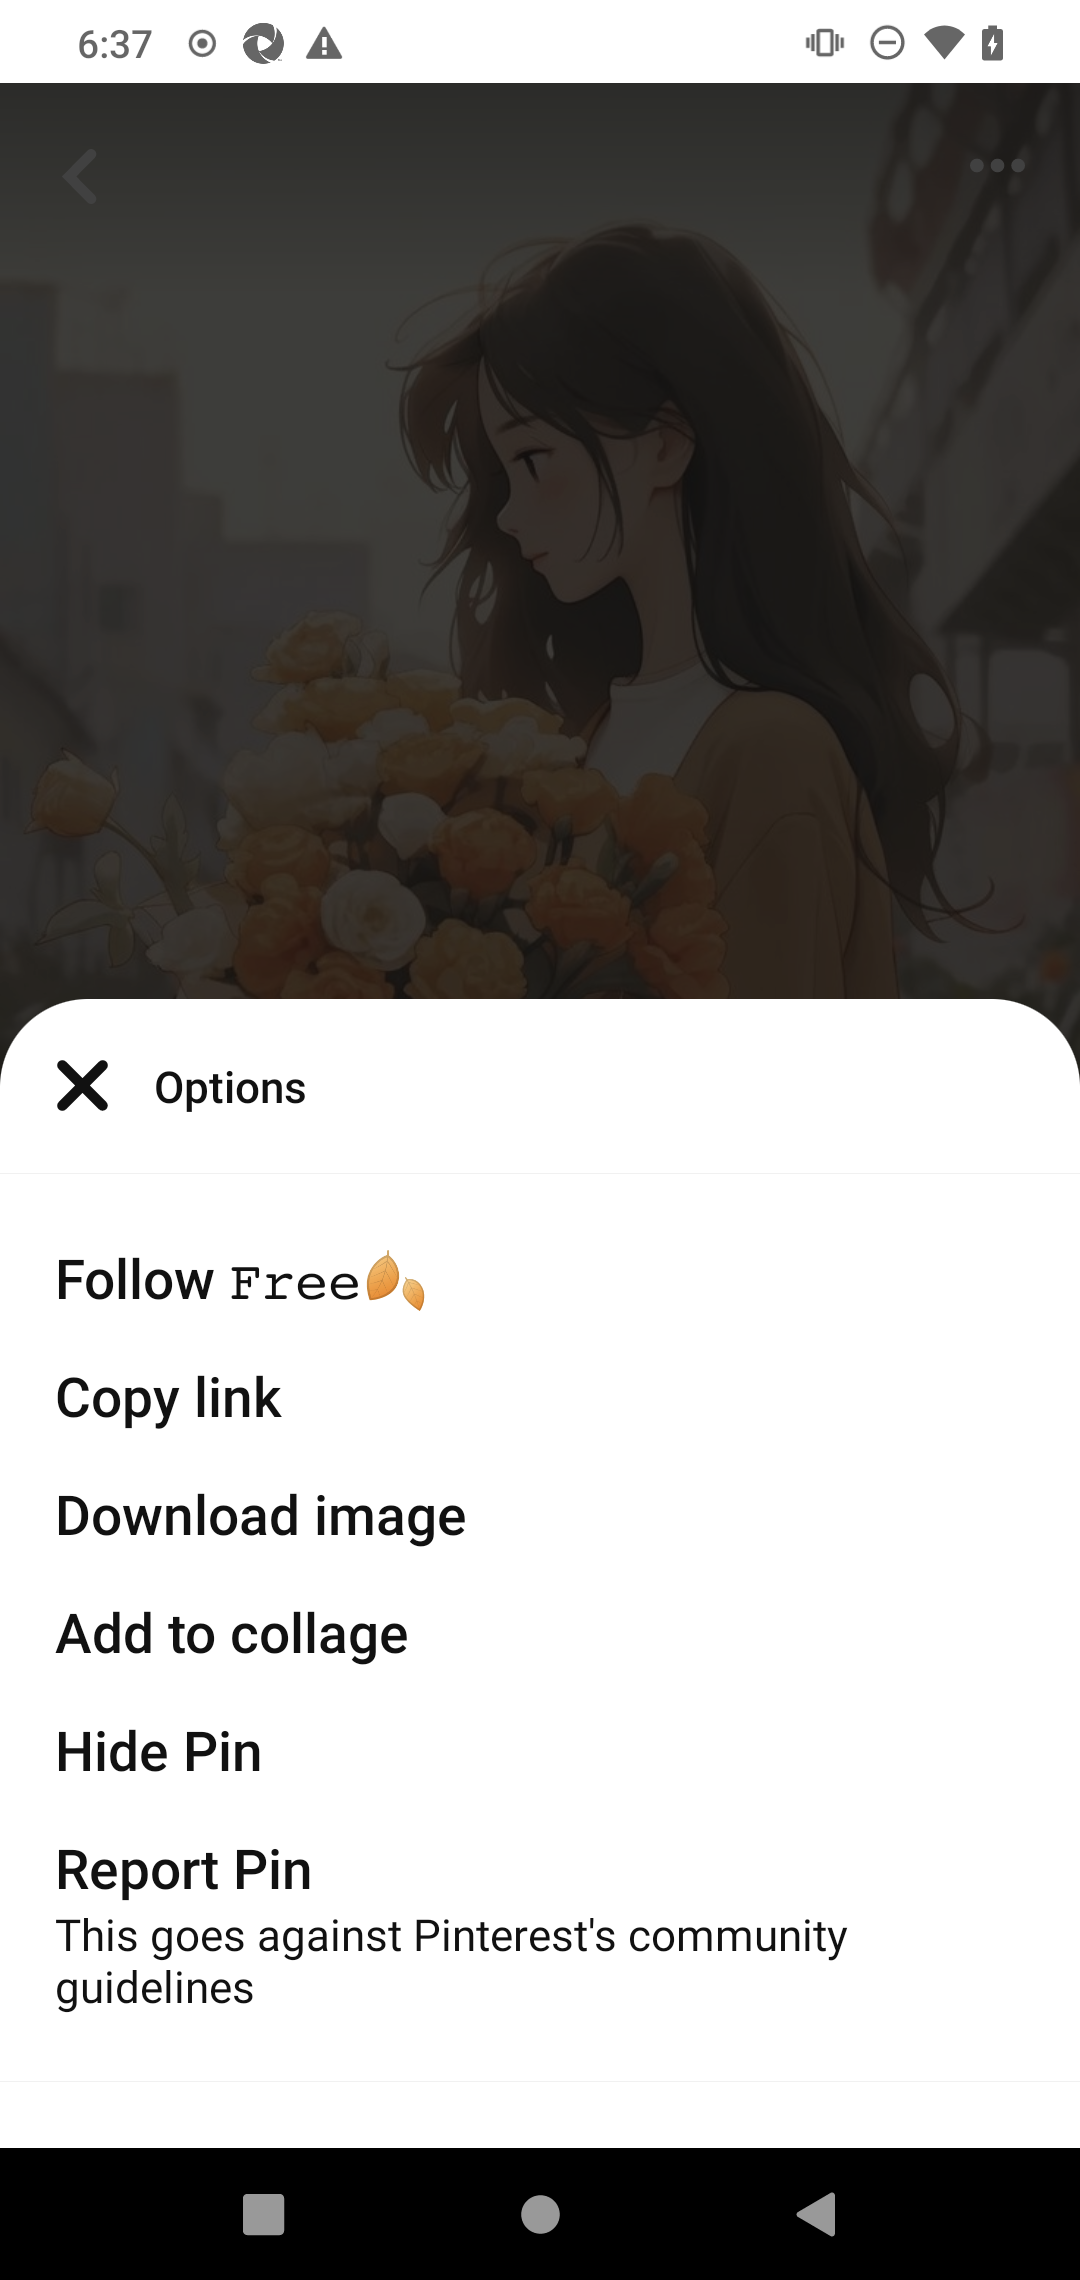 6:37
Options
Follow 𝙵𝚛𝚎𝚎🍂
Copy link
Download image
Add to collage
Hide Pin
Report Pin
This goes against Pinterest's community
guidelines